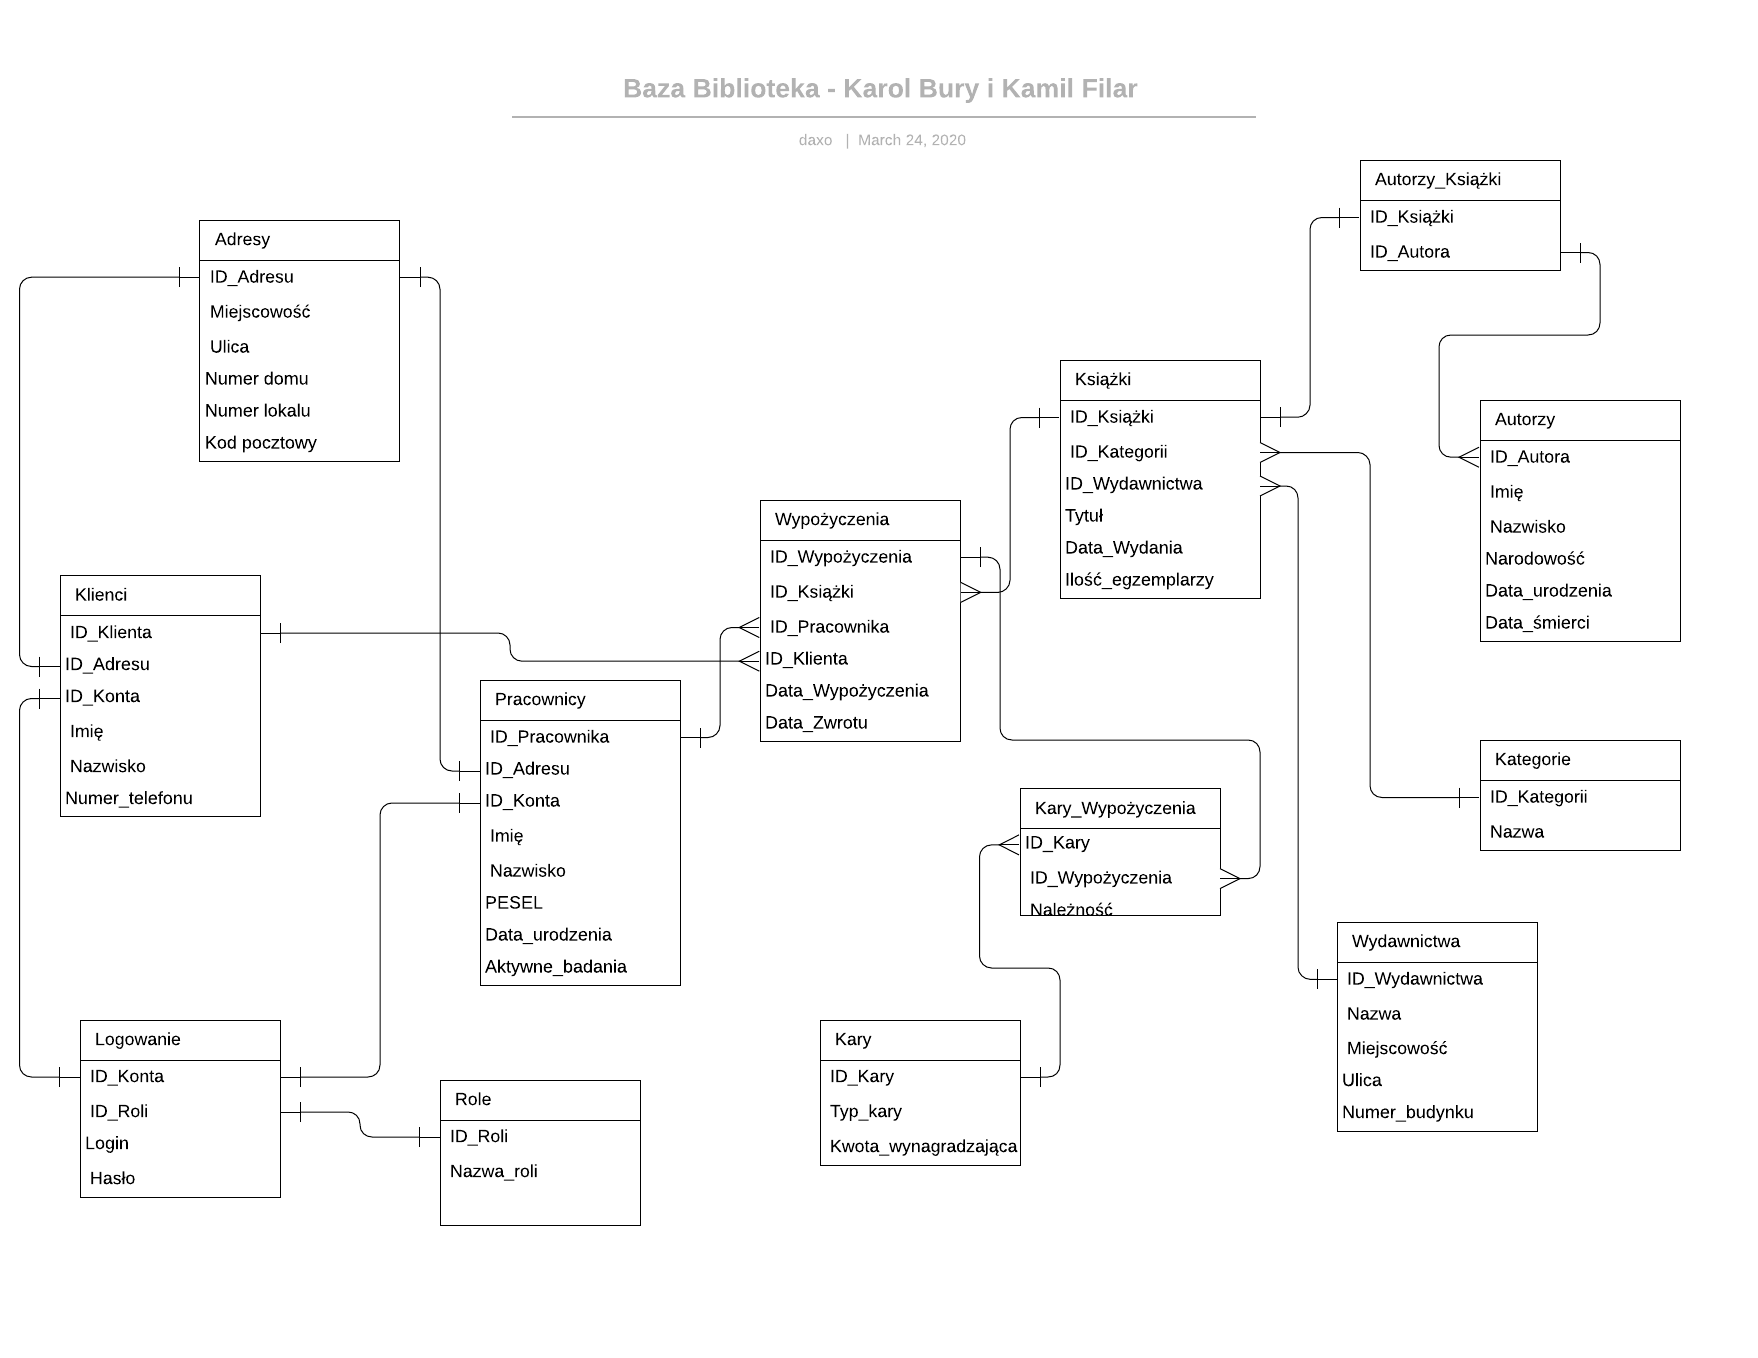 Baza Biblioteka - Karol Bury i Kamil Filar
daxo | March 24, 2020
Autorzy_Książki
ID_Książki
ID_Autora
Adresy
ID_Adresu
Miejscowość
Ulica
Numer domu
Numer lokalu
Kod pocztowy
Książki
ID_Książki
ID_Kategorii
ID_Wydawnictwa
Tytuł
Data_Wydania
Ilość_egzemplarzy
Autorzy
ID_Autora
Imię
Nazwisko
Narodowość
Data_urodzenia
Data_śmierci
Wypożyczenia
ID_Wypożyczenia
ID_Książki
ID_Pracownika
ID_Klienta
Data_Wypożyczenia
Data_Zwrotu
Klienci
ID_Klienta
ID_Adresu
ID_Konta
Imię
Nazwisko
Numer_telefonu
Pracownicy
ID_Pracownika
ID_Adresu
ID_Konta
Imię
Nazwisko
PESEL
Data_urodzenia
Aktywne_badania
Kategorie
ID_Kategorii
Nazwa
Kary_Wypożyczenia
ID_Kary
ID_Wypożyczenia
Należność
Wydawnictwa
ID_Wydawnictwa
Nazwa
Miejscowość
Ulica
Numer_budynku
Logowanie
ID_Konta
ID_Roli
Login
Hasło
Role
ID_Roli
Nazwa_roli
Kary
ID_Kary
Typ_kary
Kwota_wynagradzająca